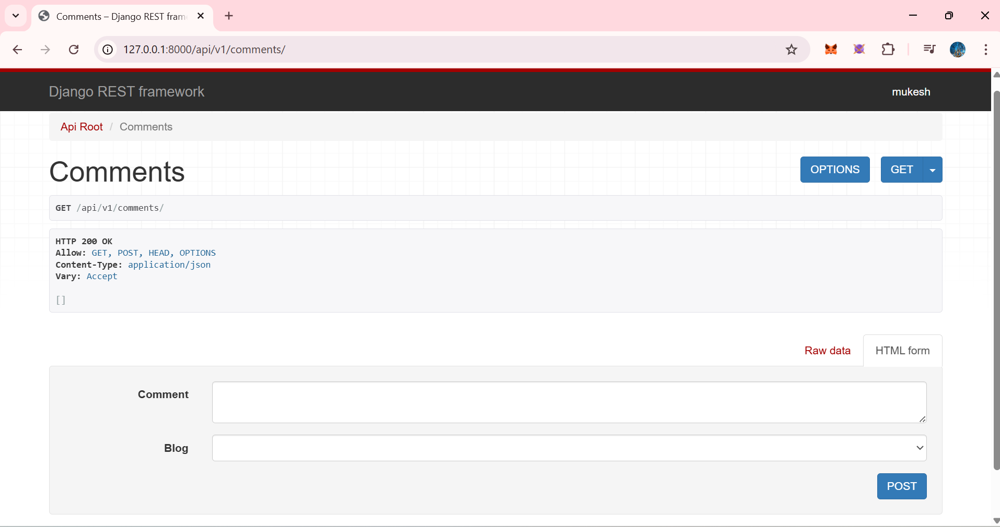 Comments – Django REST fram
127.0.0.1:8000/api/v1/comments/
Django REST framework
mukesh
Api Root / Comments
Comments
OPTIONS
GET
GET /api/v1/comments/
HTTP 200 OK
Allow: GET, POST, HEAD, OPTIONS
Content-Type: application/json
Vary: Accept
[]
Raw data
HTML form
Comment
Blog
POST